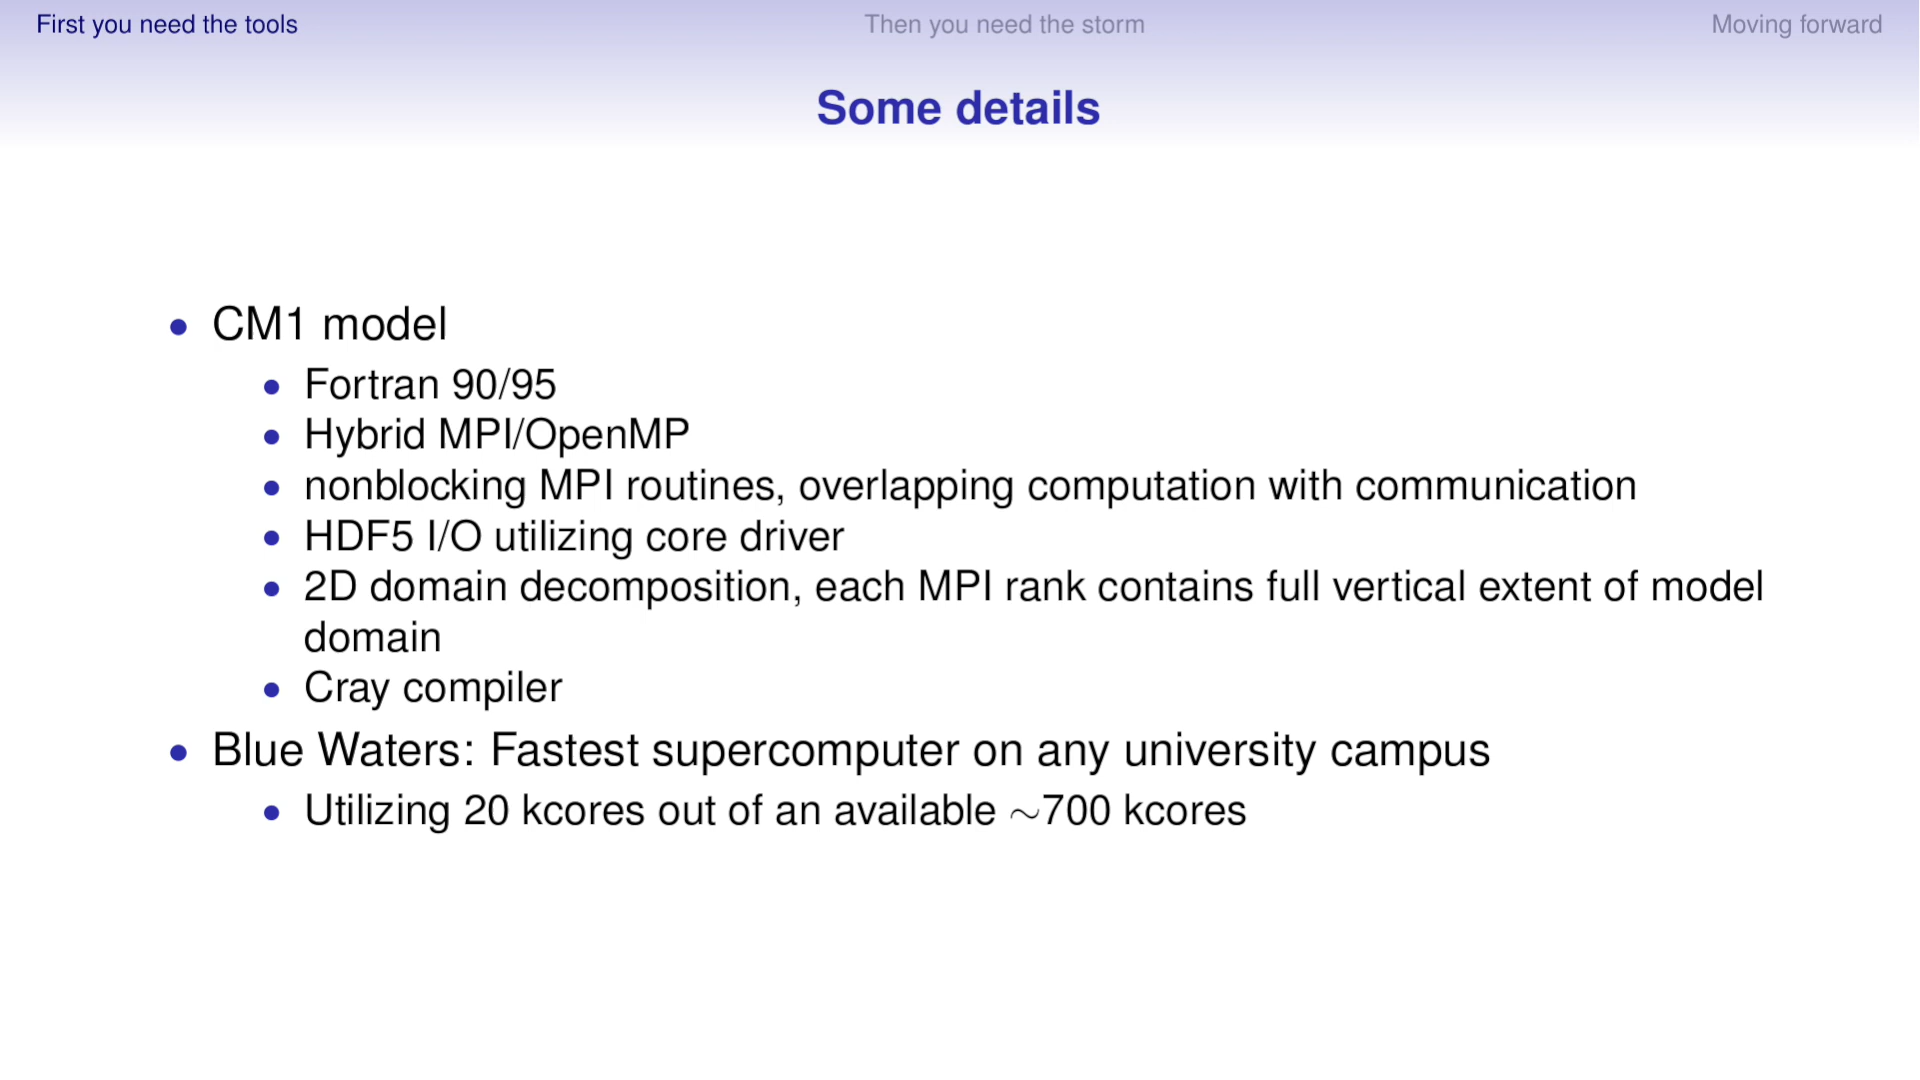 First you need the tools
Then you need the storm
Moving forward
Some details
• CM1 model
• Fortran 90/95
• Hybrid MPI/OpenMP
• nonblocking MPI routines, overlapping computation with communication
• HDF5 I/O utilizing core driver
• 2D domain decomposition, each MPI rank contains full vertical extent of model
domain
• Cray compiler
• Blue Waters: Fastest supercomputer on any university campus
• Utilizing 20 kcores out of an available ∼700 kcores